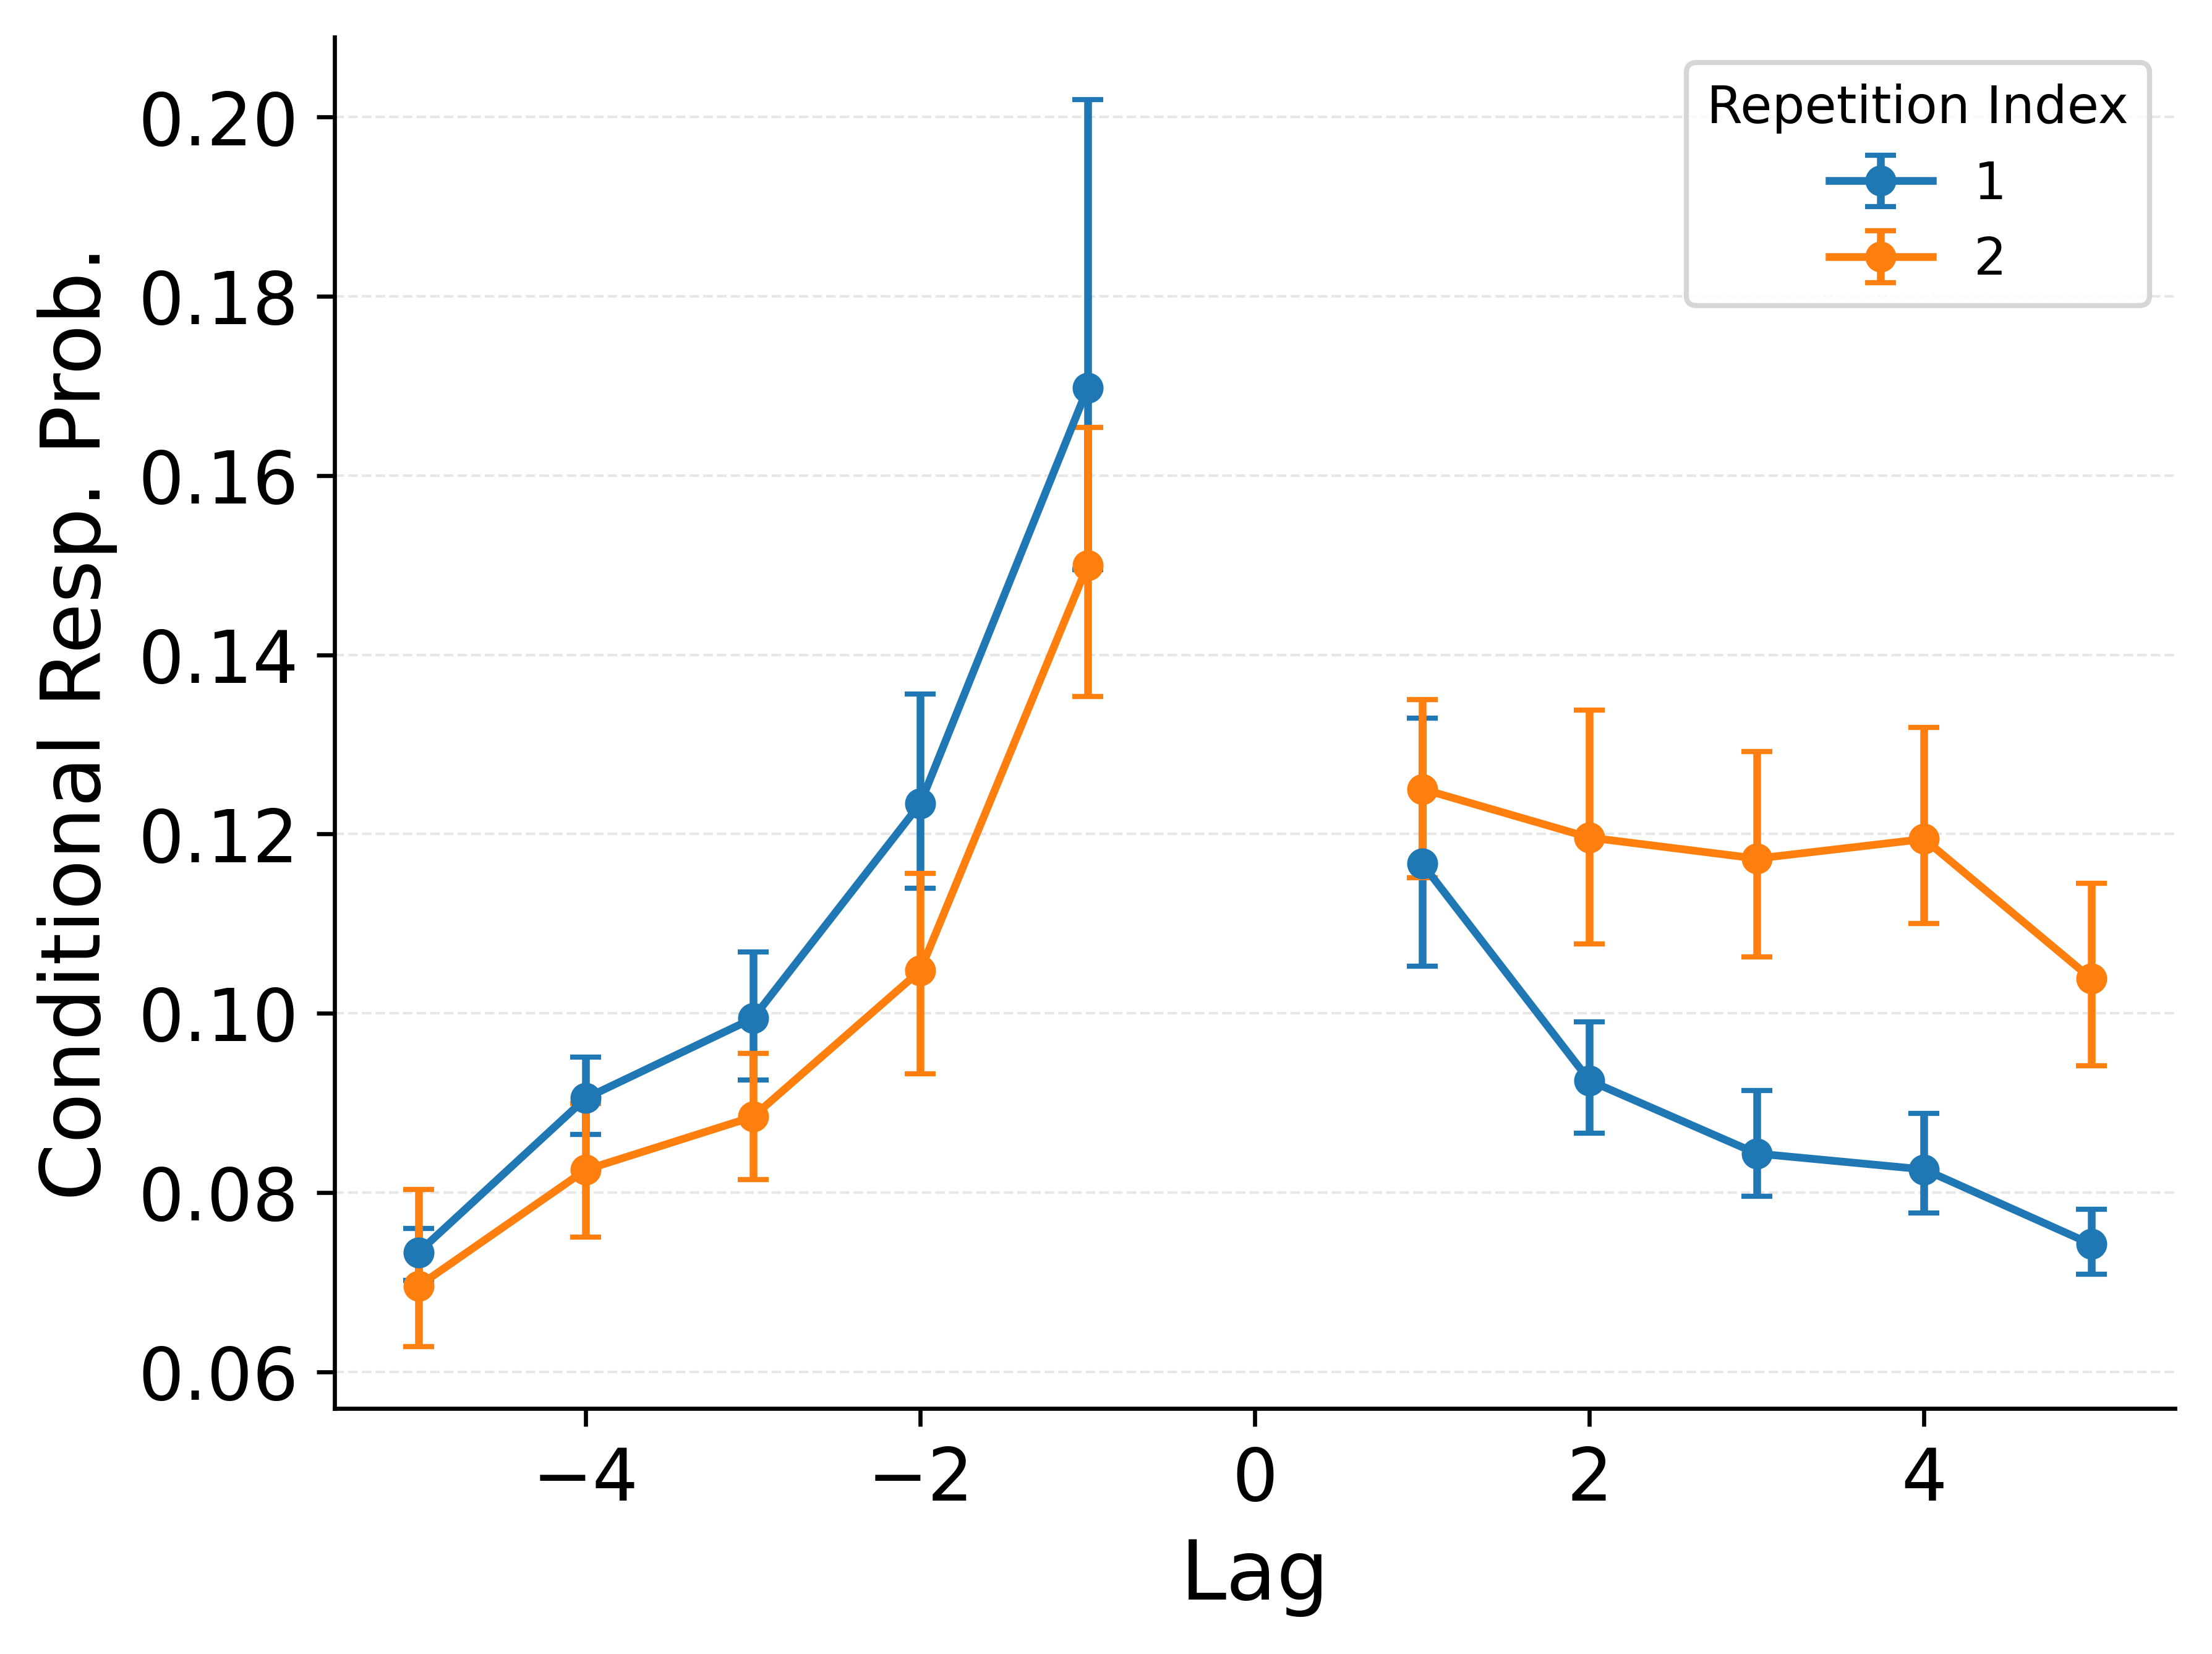 Conditional Resp. Prob.
0.20
0.18
0.16
0.14
0.12
0.10
0.08
0.06
Repetition Index
1
2
−4 −2 0 2 4
Lag